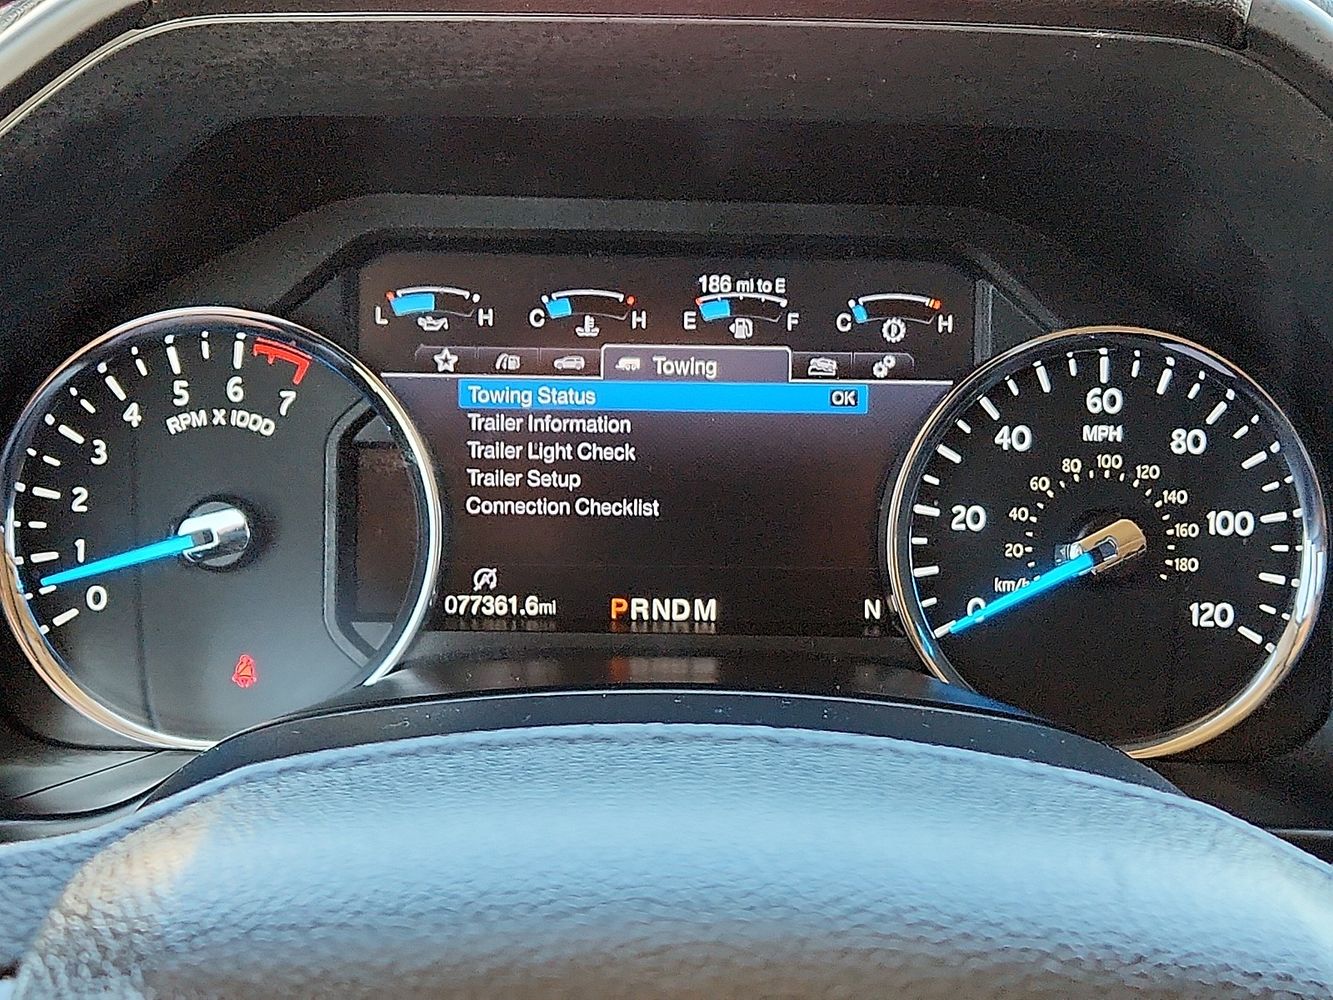 186 mi to E
L H C H E F C H
Towing
Towing Status OK
Trailer Information
Trailer Light Check
Trailer Setup
Connection Checklist
077361.6mi PRNDM N
0 1 2 3 4 5 6 7
RPM X 1000
0 20 40 60 80 100 120
MPH
20 40 60 80 100 120 140 160 180
km/h